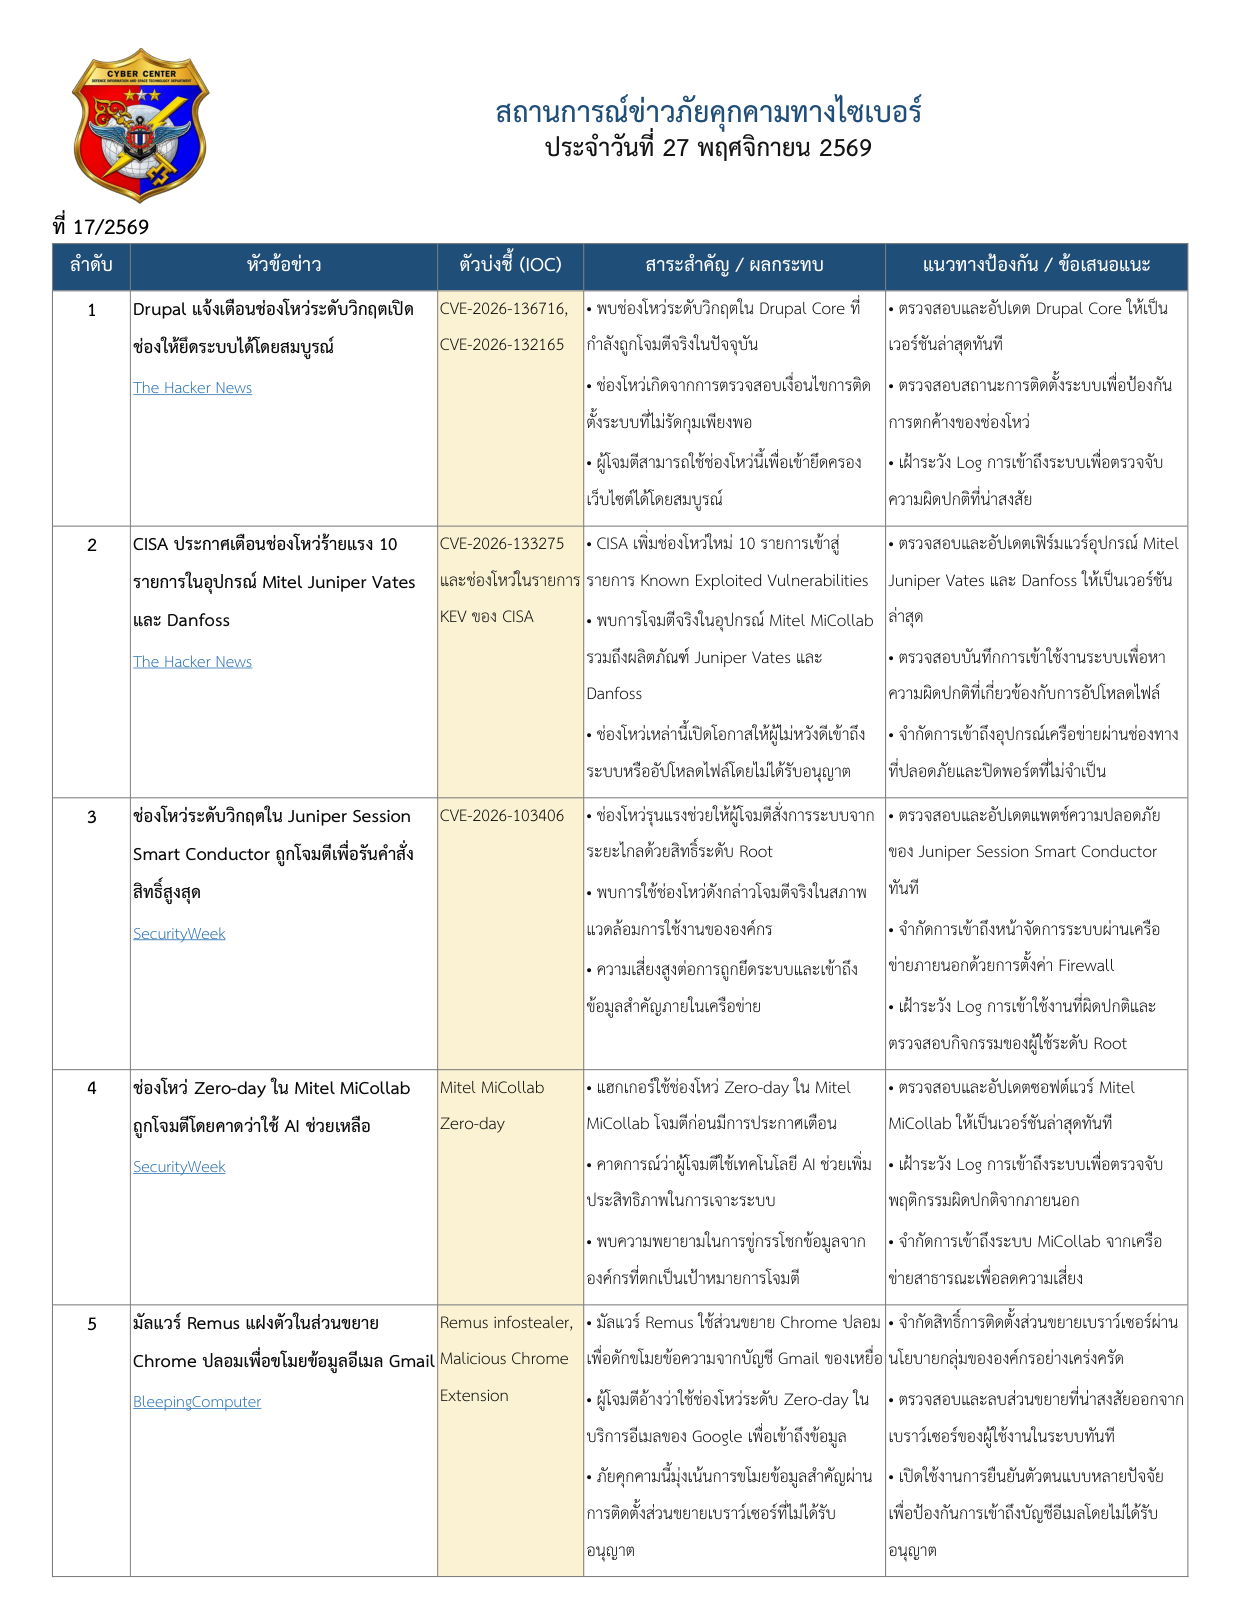 CYBER CENTER
DEFENCE INFORMATION AND SPACE TECHNOLOGY DEPARTMENT
สถานการณ์ข่าวภัยคุกคามทางไซเบอร์
ประจำวันที่ 27 พฤศจิกายน 2569
ที่ 17/2569
ลำดับ
หัวข้อข่าว
ตัวบ่งชี้ (IOC)
สาระสำคัญ / ผลกระทบ
แนวทางป้องกัน / ข้อเสนอแนะ
1
Drupal แจ้งเตือนช่องโหว่ระดับวิกฤตเปิด
ช่องให้ยึดระบบได้โดยสมบูรณ์
The Hacker News
CVE-2026-136716,
CVE-2026-132165
• พบช่องโหว่ระดับวิกฤตใน Drupal Core ที่
กำลังถูกโจมตีจริงในปัจจุบัน
• ช่องโหว่เกิดจากการตรวจสอบเงื่อนไขการติด
ตั้งระบบที่ไม่รัดกุมเพียงพอ
• ผู้โจมตีสามารถใช้ช่องโหว่นี้เพื่อเข้ายึดครอง
เว็บไซต์ได้โดยสมบูรณ์
• ตรวจสอบและอัปเดต Drupal Core ให้เป็น
เวอร์ชันล่าสุดทันที
• ตรวจสอบสถานะการติดตั้งระบบเพื่อป้องกัน
การตกค้างของช่องโหว่
• เฝ้าระวัง Log การเข้าถึงระบบเพื่อตรวจจับ
ความผิดปกติที่น่าสงสัย
2
CISA ประกาศเตือนช่องโหว่ร้ายแรง 10
รายการในอุปกรณ์ Mitel Juniper Vates
และ Danfoss
The Hacker News
CVE-2026-133275
และช่องโหว่ในรายการ
KEV ของ CISA
• CISA เพิ่มช่องโหว่ใหม่ 10 รายการเข้าสู่
รายการ Known Exploited Vulnerabilities
• พบการโจมตีจริงในอุปกรณ์ Mitel MiCollab
รวมถึงผลิตภัณฑ์ Juniper Vates และ
Danfoss
• ช่องโหว่เหล่านี้เปิดโอกาสให้ผู้ไม่หวังดีเข้าถึง
ระบบหรืออัปโหลดไฟล์โดยไม่ได้รับอนุญาต
• ตรวจสอบและอัปเดตเฟิร์มแวร์อุปกรณ์ Mitel
Juniper Vates และ Danfoss ให้เป็นเวอร์ชัน
ล่าสุด
• ตรวจสอบบันทึกการเข้าใช้งานระบบเพื่อหา
ความผิดปกติที่เกี่ยวข้องกับการอัปโหลดไฟล์
• จำกัดการเข้าถึงอุปกรณ์เครือข่ายผ่านช่องทาง
ที่ปลอดภัยและปิดพอร์ตที่ไม่จำเป็น
3
ช่องโหว่ระดับวิกฤตใน Juniper Session
Smart Conductor ถูกโจมตีเพื่อรันคำสั่ง
สิทธิ์สูงสุด
SecurityWeek
CVE-2026-103406
• ช่องโหว่รุนแรงช่วยให้ผู้โจมตีสั่งการระบบจาก
ระยะไกลด้วยสิทธิ์ระดับ Root
• พบการใช้ช่องโหว่ดังกล่าวโจมตีจริงในสภาพ
แวดล้อมการใช้งานขององค์กร
• ความเสี่ยงสูงต่อการถูกยึดระบบและเข้าถึง
ข้อมูลสำคัญภายในเครือข่าย
• ตรวจสอบและอัปเดตแพตช์ความปลอดภัย
ของ Juniper Session Smart Conductor
ทันที
• จำกัดการเข้าถึงหน้าจัดการระบบผ่านเครือ
ข่ายภายนอกด้วยการตั้งค่า Firewall
• เฝ้าระวัง Log การเข้าใช้งานที่ผิดปกติและ
ตรวจสอบกิจกรรมของผู้ใช้ระดับ Root
4
ช่องโหว่ Zero-day ใน Mitel MiCollab
ถูกโจมตีโดยคาดว่าใช้ AI ช่วยเหลือ
SecurityWeek
Mitel MiCollab
Zero-day
• แฮกเกอร์ใช้ช่องโหว่ Zero-day ใน Mitel
MiCollab โจมตีก่อนมีการประกาศเตือน
• คาดการณ์ว่าผู้โจมตีใช้เทคโนโลยี AI ช่วยเพิ่ม
ประสิทธิภาพในการเจาะระบบ
• พบความพยายามในการขู่กรรโชกข้อมูลจาก
องค์กรที่ตกเป็นเป้าหมายการโจมตี
• ตรวจสอบและอัปเดตซอฟต์แวร์ Mitel
MiCollab ให้เป็นเวอร์ชันล่าสุดทันที
• เฝ้าระวัง Log การเข้าถึงระบบเพื่อตรวจจับ
พฤติกรรมผิดปกติจากภายนอก
• จำกัดการเข้าถึงระบบ MiCollab จากเครือ
ข่ายสาธารณะเพื่อลดความเสี่ยง
5
มัลแวร์ Remus แฝงตัวในส่วนขยาย
Chrome ปลอมเพื่อขโมยข้อมูลอีเมล Gmail
BleepingComputer
Remus infostealer,
Malicious Chrome
Extension
• มัลแวร์ Remus ใช้ส่วนขยาย Chrome ปลอม
เพื่อดักขโมยข้อความจากบัญชี Gmail ของเหยื่อ
• ผู้โจมตีอ้างว่าใช้ช่องโหว่ระดับ Zero-day ใน
บริการอีเมลของ Google เพื่อเข้าถึงข้อมูล
• ภัยคุกคามนี้มุ่งเน้นการขโมยข้อมูลสำคัญผ่าน
การติดตั้งส่วนขยายเบราว์เซอร์ที่ไม่ได้รับ
อนุญาต
• จำกัดสิทธิ์การติดตั้งส่วนขยายเบราว์เซอร์ผ่าน
นโยบายกลุ่มขององค์กรอย่างเคร่งครัด
• ตรวจสอบและลบส่วนขยายที่น่าสงสัยออกจาก
เบราว์เซอร์ของผู้ใช้งานในระบบทันที
• เปิดใช้งานการยืนยันตัวตนแบบหลายปัจจัย
เพื่อป้องกันการเข้าถึงบัญชีอีเมลโดยไม่ได้รับ
อนุญาต